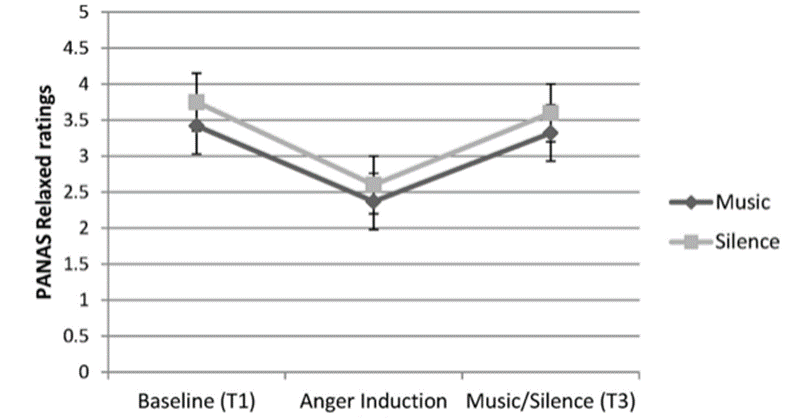 5
4.5
4
3.5
3
2.5
2
1.5
1
0.5
0
PANAS Relaxed ratings
Baseline (T1) Anger Induction Music/Silence (T3)
Music
Silence